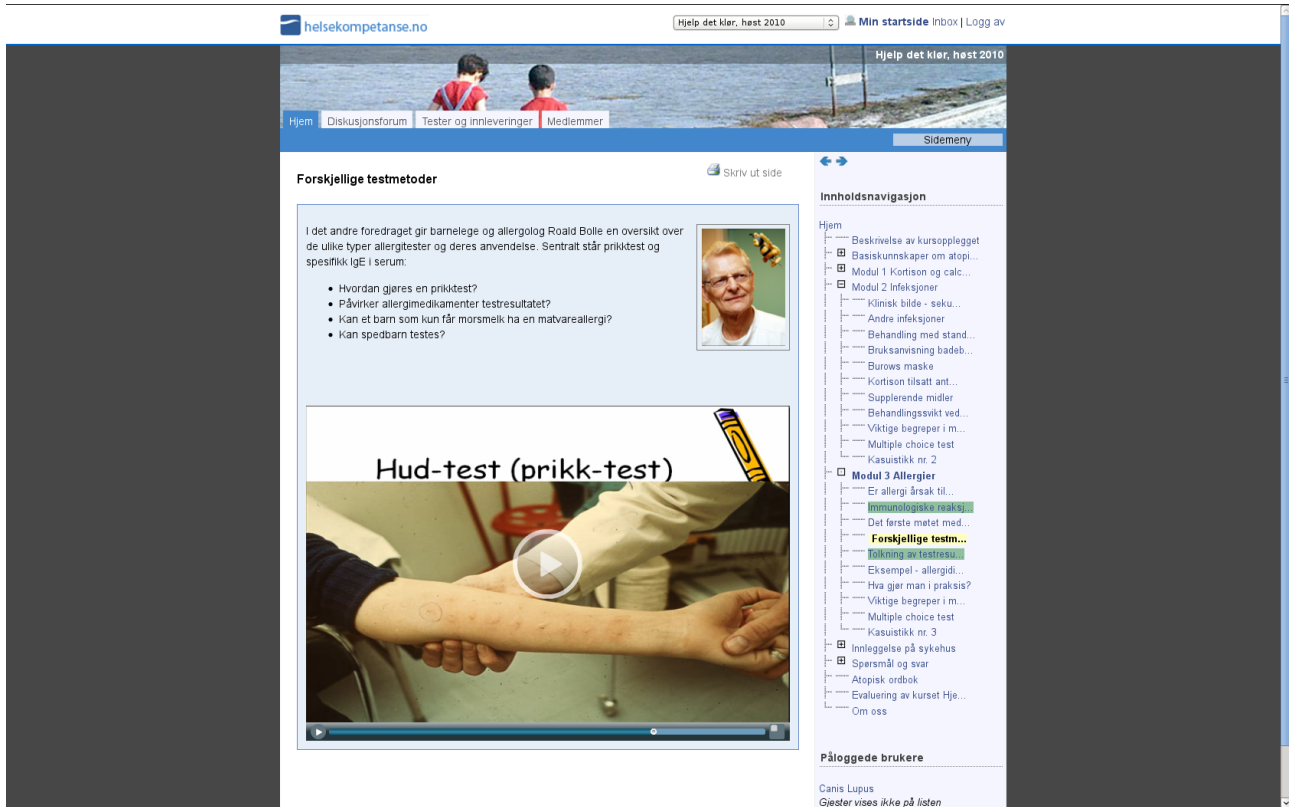 helsekompetanse.no
Hjelp det klør, høst 2010
Min startside Inbox | Logg av
Hjelp det klør, høst 2010
Hjem
Diskusjonsforum
Tester og innleveringer
Medlemmer
Sidemeny
Forskjellige testmetoder
Skriv ut side
I det andre foredraget gir barnelege og allergolog Roald Bolle en oversikt over
de ulike typer allergitester og deres anvendelse. Sentralt står prikktest og
spesifikk IgE i serum:
• Hvordan gjøres en prikktest?
• Påvirker allergimedikamenter testresultatet?
• Kan et barn som kun får morsmelk ha en matvareallergi?
• Kan spedbarn testes?
Hud-test (prikk-test)
Innholdsnavigasjon
Hjem
Beskrivelse av kursopplegget
Basiskunnskaper om atopi...
Modul 1 Kortison og calc...
Modul 2 Infeksjoner
Klinisk bilde - seku...
Andre infeksjoner
Behandling med stand...
Bruksanvisning badeb...
Burows maske
Kortison tilsatt ant...
Supplerende midler
Behandlingssvikt ved...
Viktige begreper i m...
Multiple choice test
Kasuistikk nr. 2
Modul 3 Allergier
Er allergi årsak til...
Immunologiske reaksj...
Det første møtet med...
Forskjellige testm...
Tolkning av testresu...
Eksempel - allergidi...
Hva gjør man i praksis?
Viktige begreper i m...
Multiple choice test
Kasuistikk nr. 3
Innleggelse på sykehus
Spørsmål og svar
Atopisk ordbok
Evaluering av kurset Hje...
Om oss
Påloggede brukere
Canis Lupus
Gjester vises ikke på listen